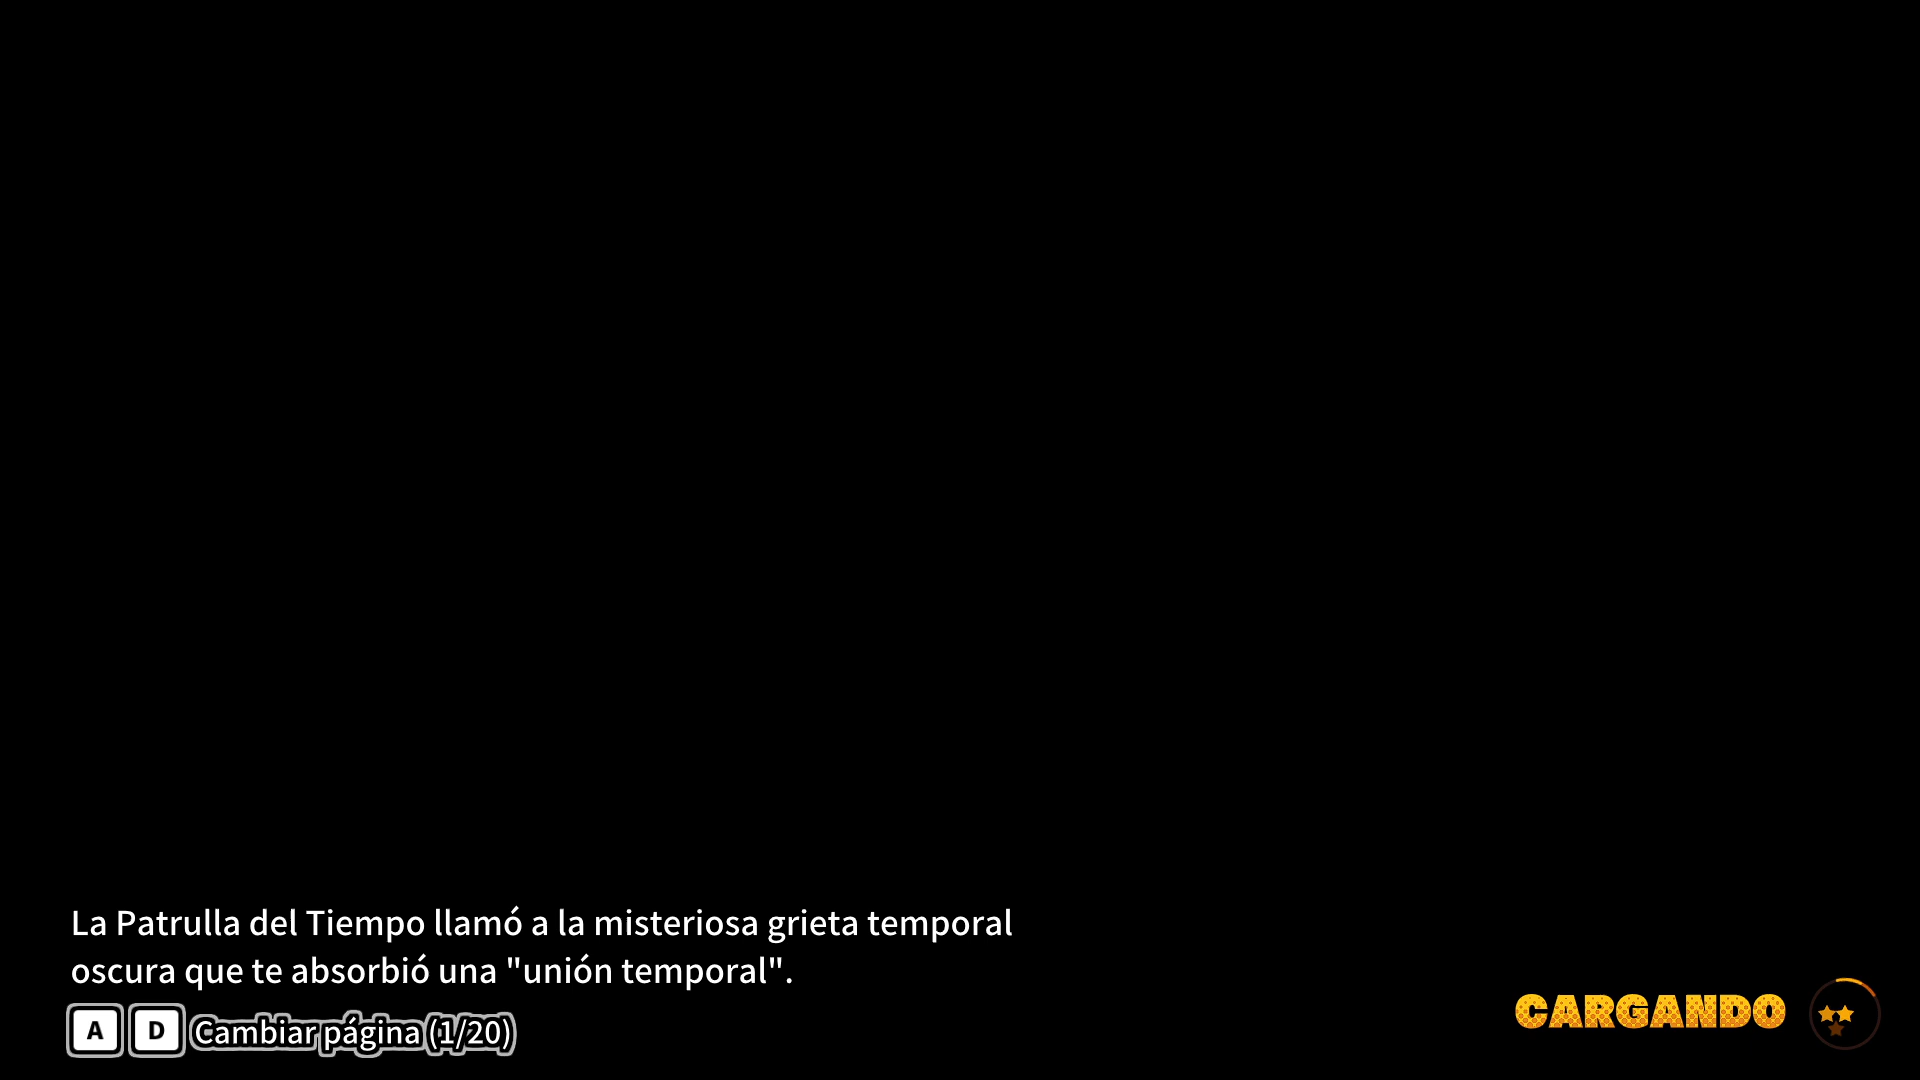 La Patrulla del Tiempo llamó a la misteriosa grieta temporal
oscura que te absorbió una "unión temporal".
A D Cambiar página (1/20)
CARGANDO